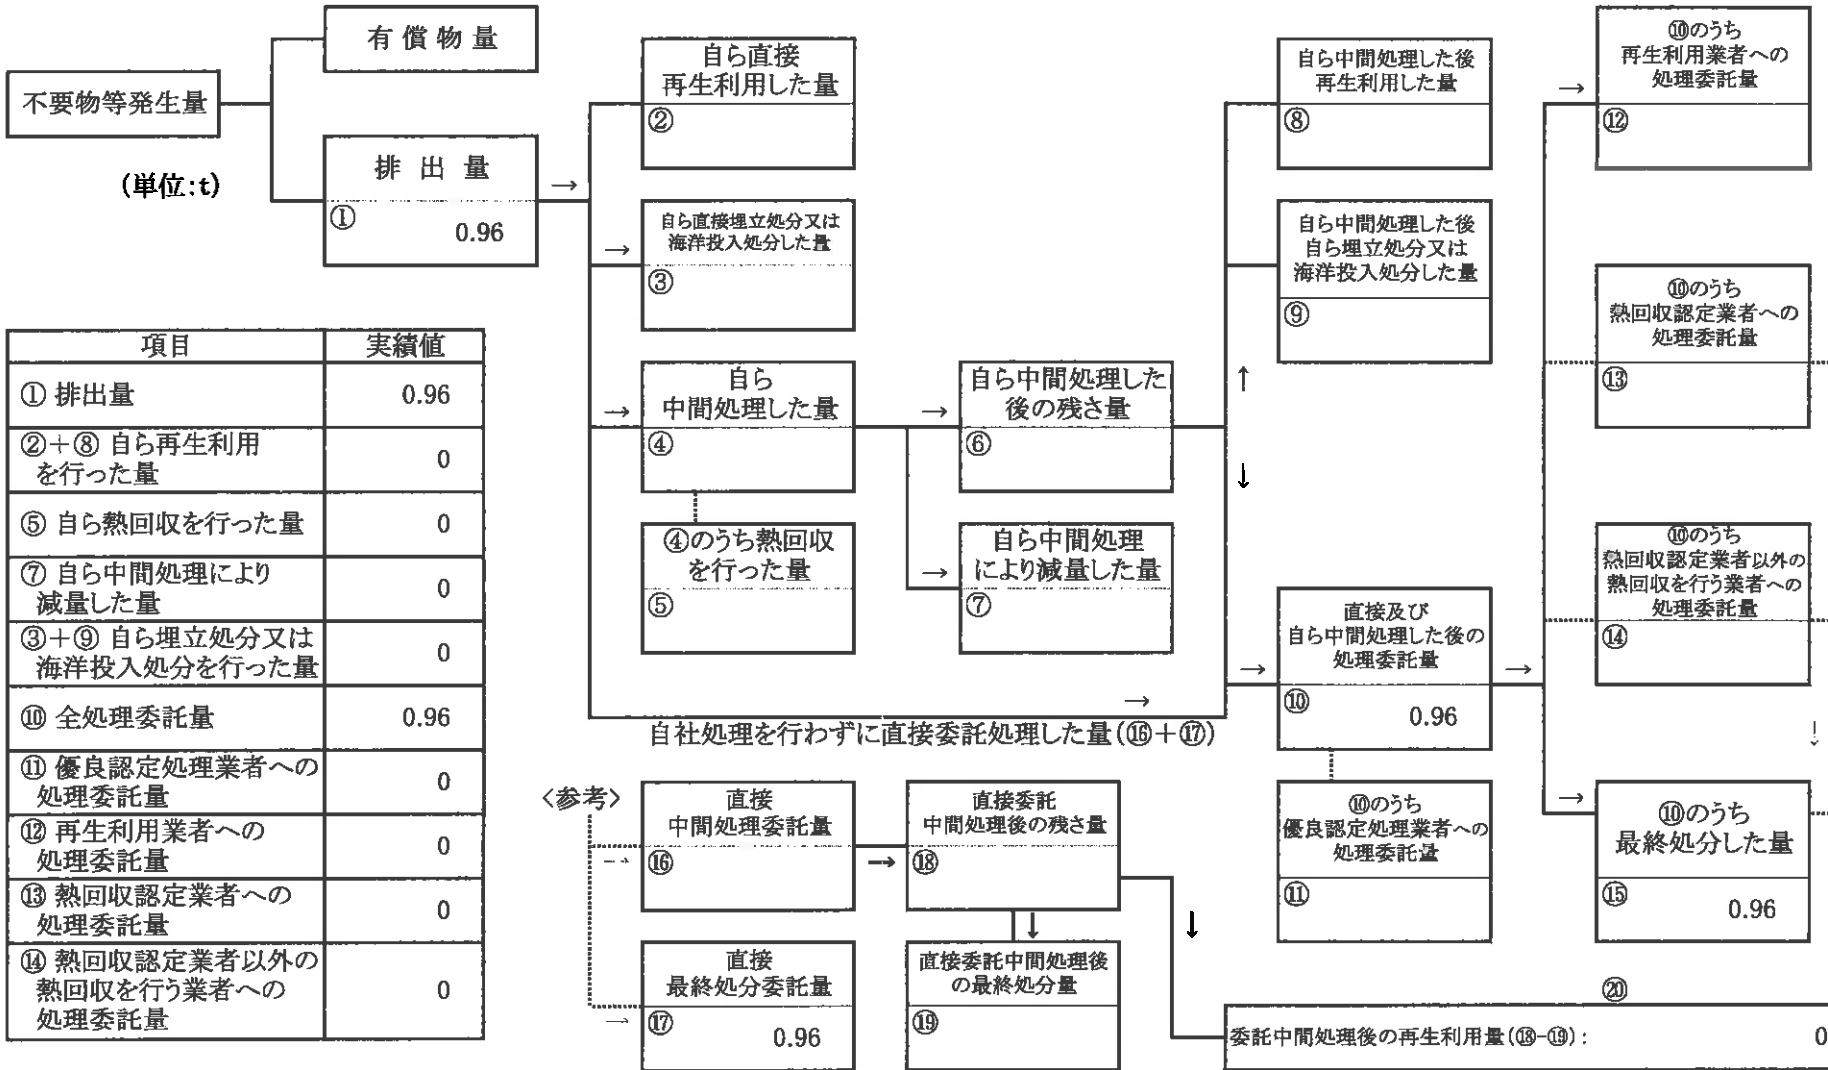 有償物量
不要物等発生量
(単位:t)
排出量
→
① 0.96
自ら直接
再生利用した量
②
自ら直接埋立処分又は
海洋投入処分した量
→
③
自ら
中間処理した量
→
④
④のうち熱回収
を行った量
⑤
自ら中間処理した
後の残さ量
→
⑥
自ら中間処理
により減量した量
→
⑦
自ら中間処理した後
再生利用した量
⑧
自ら中間処理した後
自ら埋立処分又は
海洋投入処分した量
⑨
↑
↓
直接及び
自ら中間処理した後の
処理委託量
→
⑩ 0.96
→
自社処理を行わずに直接委託処理した量(⑯+⑰)
→
⑩のうち
優良認定処理業者への
処理委託量
⑪
⑩のうち
再生利用業者への
処理委託量
→
⑫
⑩のうち
熱回収認定業者への
処理委託量
⑬
⑩のうち
熱回収認定業者以外の
熱回収を行う業者への
処理委託量
⑭
↓
→
⑩のうち
最終処分した量
⑮ 0.96
項目 実績値
① 排出量 0.96
②+⑧ 自ら再生利用
を行った量 0
⑤ 自ら熱回収を行った量 0
⑦ 自ら中間処理により
減量した量 0
③+⑨ 自ら埋立処分又は
海洋投入処分を行った量 0
⑩ 全処理委託量 0.96
⑪ 優良認定処理業者への
処理委託量 0
⑫ 再生利用業者への
処理委託量 0
⑬ 熱回収認定業者への
処理委託量 0
⑭ 熱回収認定業者以外の
熱回収を行う業者への
処理委託量 0
〈参考〉
直接
中間処理委託量
→
⑯
直接
最終処分委託量
→
⑰ 0.96
直接委託
中間処理後の残さ量
→
⑱
↓
直接委託中間処理後
の最終処分量
⑲
↓
⑳
委託中間処理後の再生利用量(⑱-⑲): 0